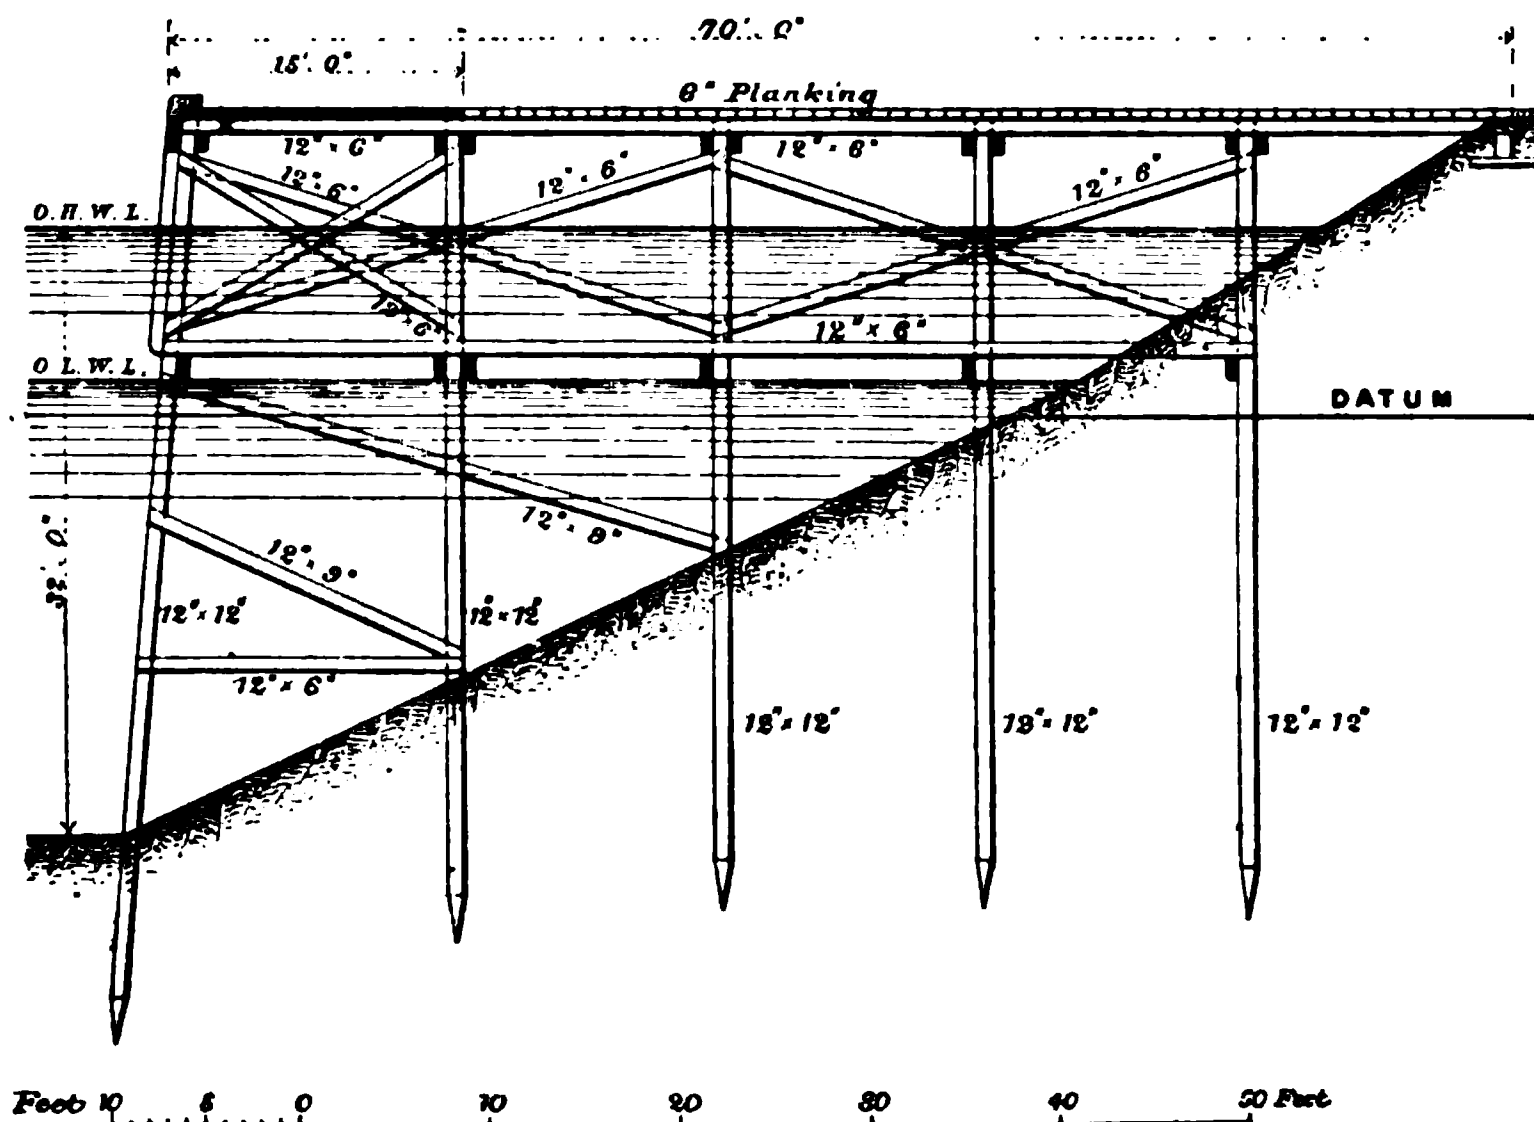 70'. 0"
15'. 0"
6" Planking
12" × 6"
12" × 6"
12" × 6"
12" × 6"
12" × 6"
O.H.W.L.
12" × 6"
12" × 6"
O.L.W.L.
DATUM
12" × 9"
32'. 0"
12" × 9"
12" × 12"
12" × 12"
12" × 6"
12" × 12"
12" × 12"
12" × 12"
Feet 10 5 0 10 20 30 40 50 Feet